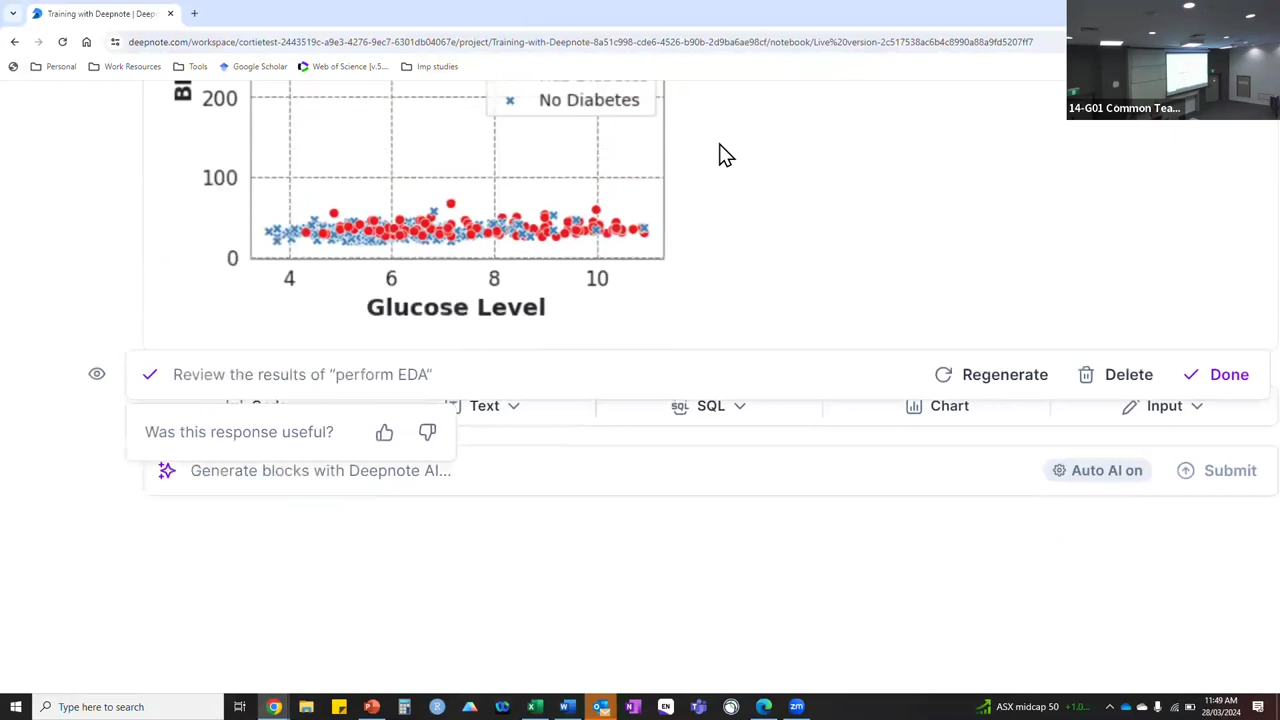 Training with Deepnote | Deep
deepnote.com/workspace/cortietest-2443519c-a9e3-4276-9ec7-6301db04067e/project/Training-with-Deepnote-8a51c998-cde6-4526-b90b-2d9ba6ae98cf/notebook/Live%20version-2c517538ac6b4c8990a88a9fd5207ff7
Personal
Work Resources
Tools
Google Scholar
Web of Science [v.5....
Imp studies
14-G01 Common Tea...
200
No Diabetes
100
0
4 6 8 10
Glucose Level
Review the results of "perform EDA"
Regenerate
Delete
Done
Text
SQL
Chart
Input
Was this response useful?
Generate blocks with Deepnote AI...
Auto AI on
Submit
Type here to search
ASX midcap 50 +1.0...
11:49 AM
28/03/2024